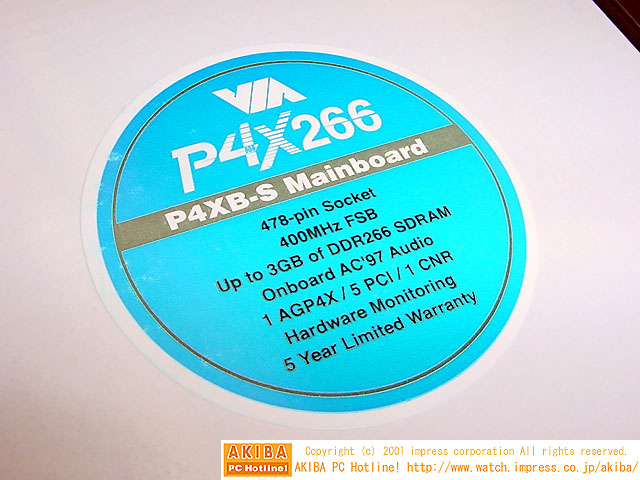 VIA
P4X266
P4XB-S Mainboard
478-pin Socket
400MHz FSB
Up to 3GB of DDR266 SDRAM
Onboard AC'97 Audio
1 AGP4X / 5 PCI / 1 CNR
Hardware Monitoring
5 Year Limited Warranty
AKIBA
PC Hotline!
Copyright (c) 2001 impress corporation All rights reserved.
AKIBA PC Hotline! http://www.watch.impress.co.jp/akiba/